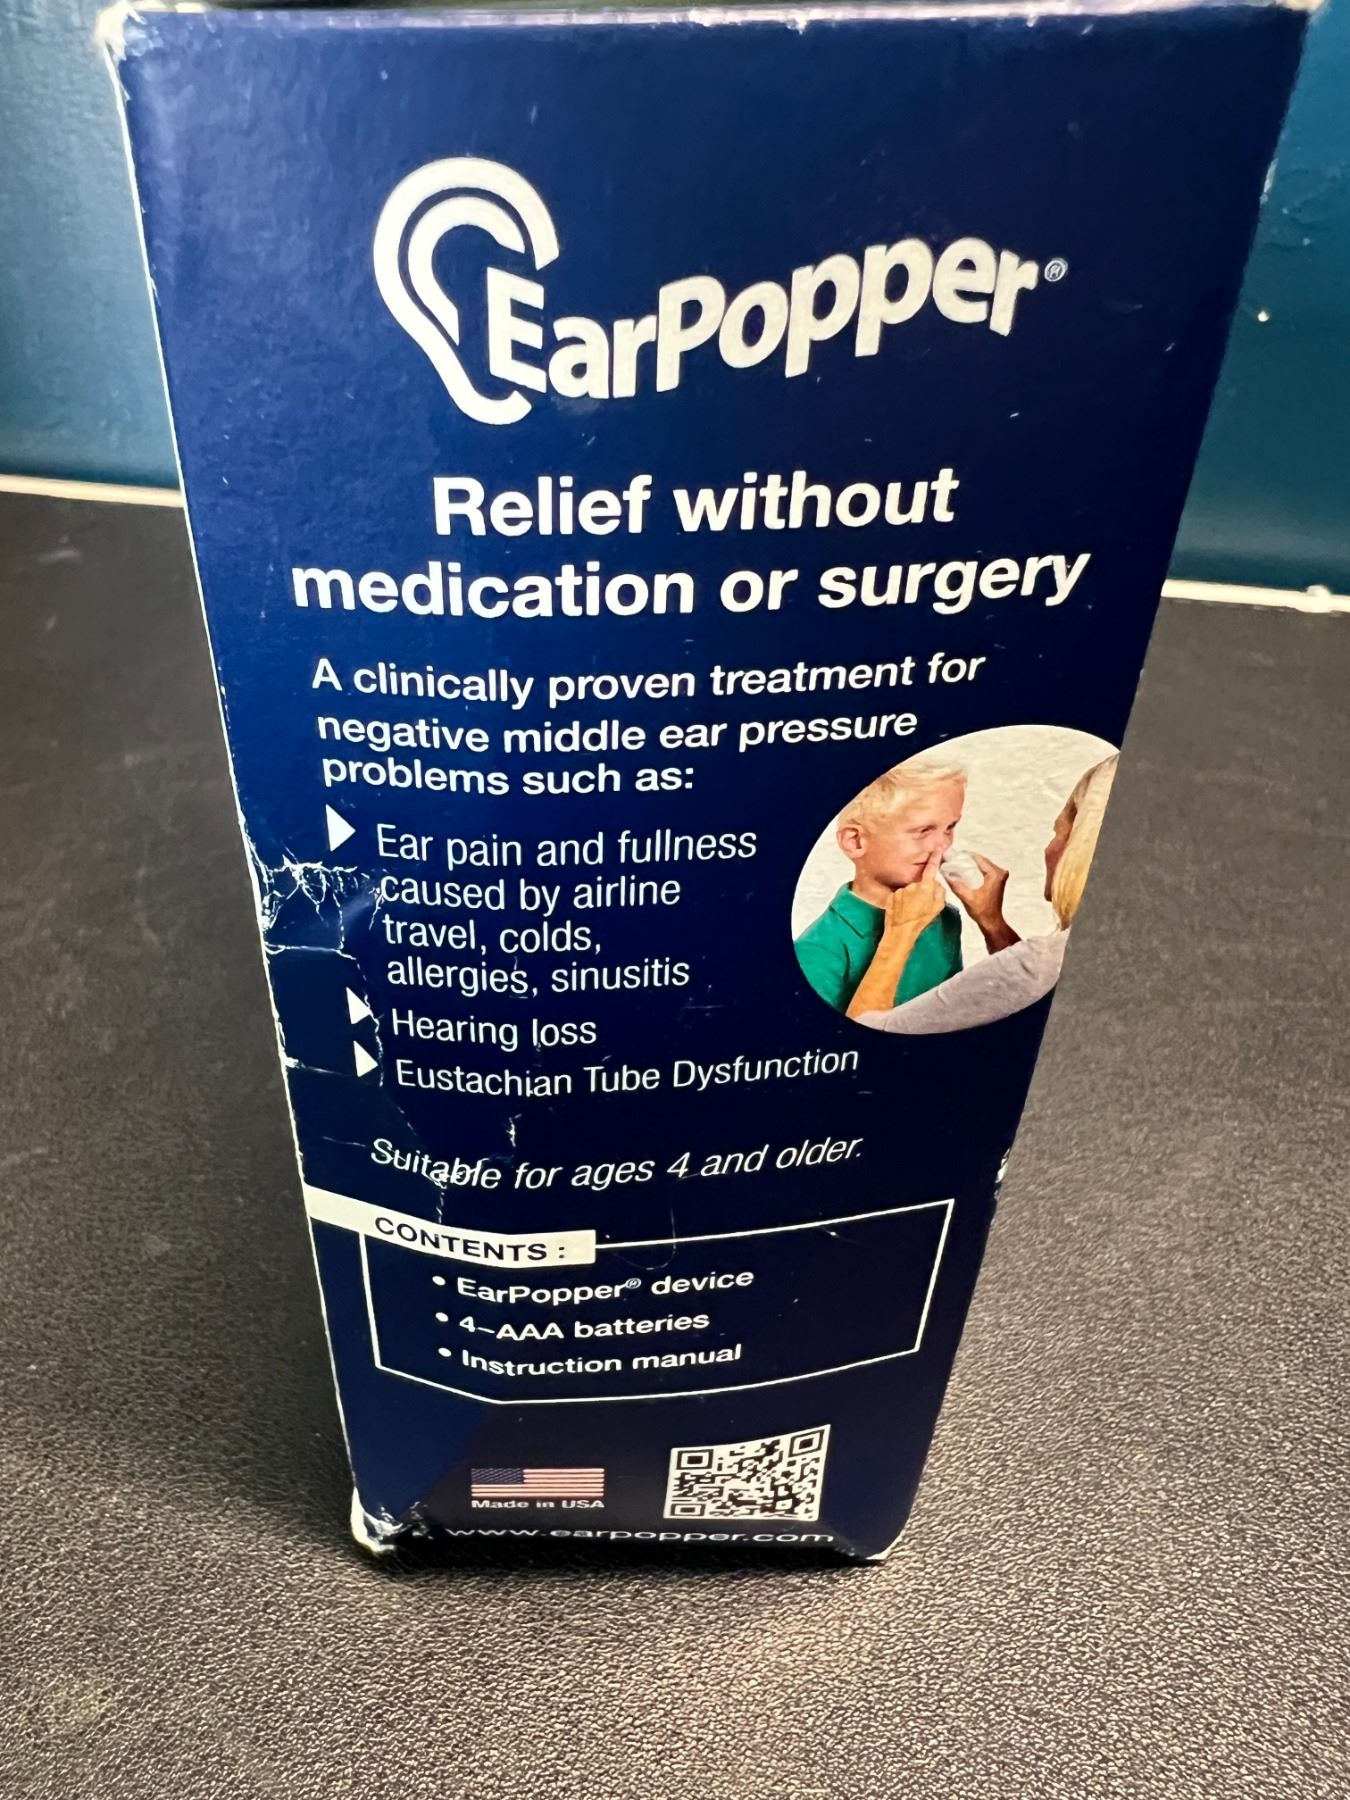 EarPopper®
Relief without
medication or surgery
A clinically proven treatment for
negative middle ear pressure
problems such as:
Ear pain and fullness
caused by airline
travel, colds,
allergies, sinusitis
Hearing loss
Eustachian Tube Dysfunction
Suitable for ages 4 and older.
CONTENTS :
• EarPopper® device
• 4–AAA batteries
• Instruction manual
Made in USA
www.earpopper.com